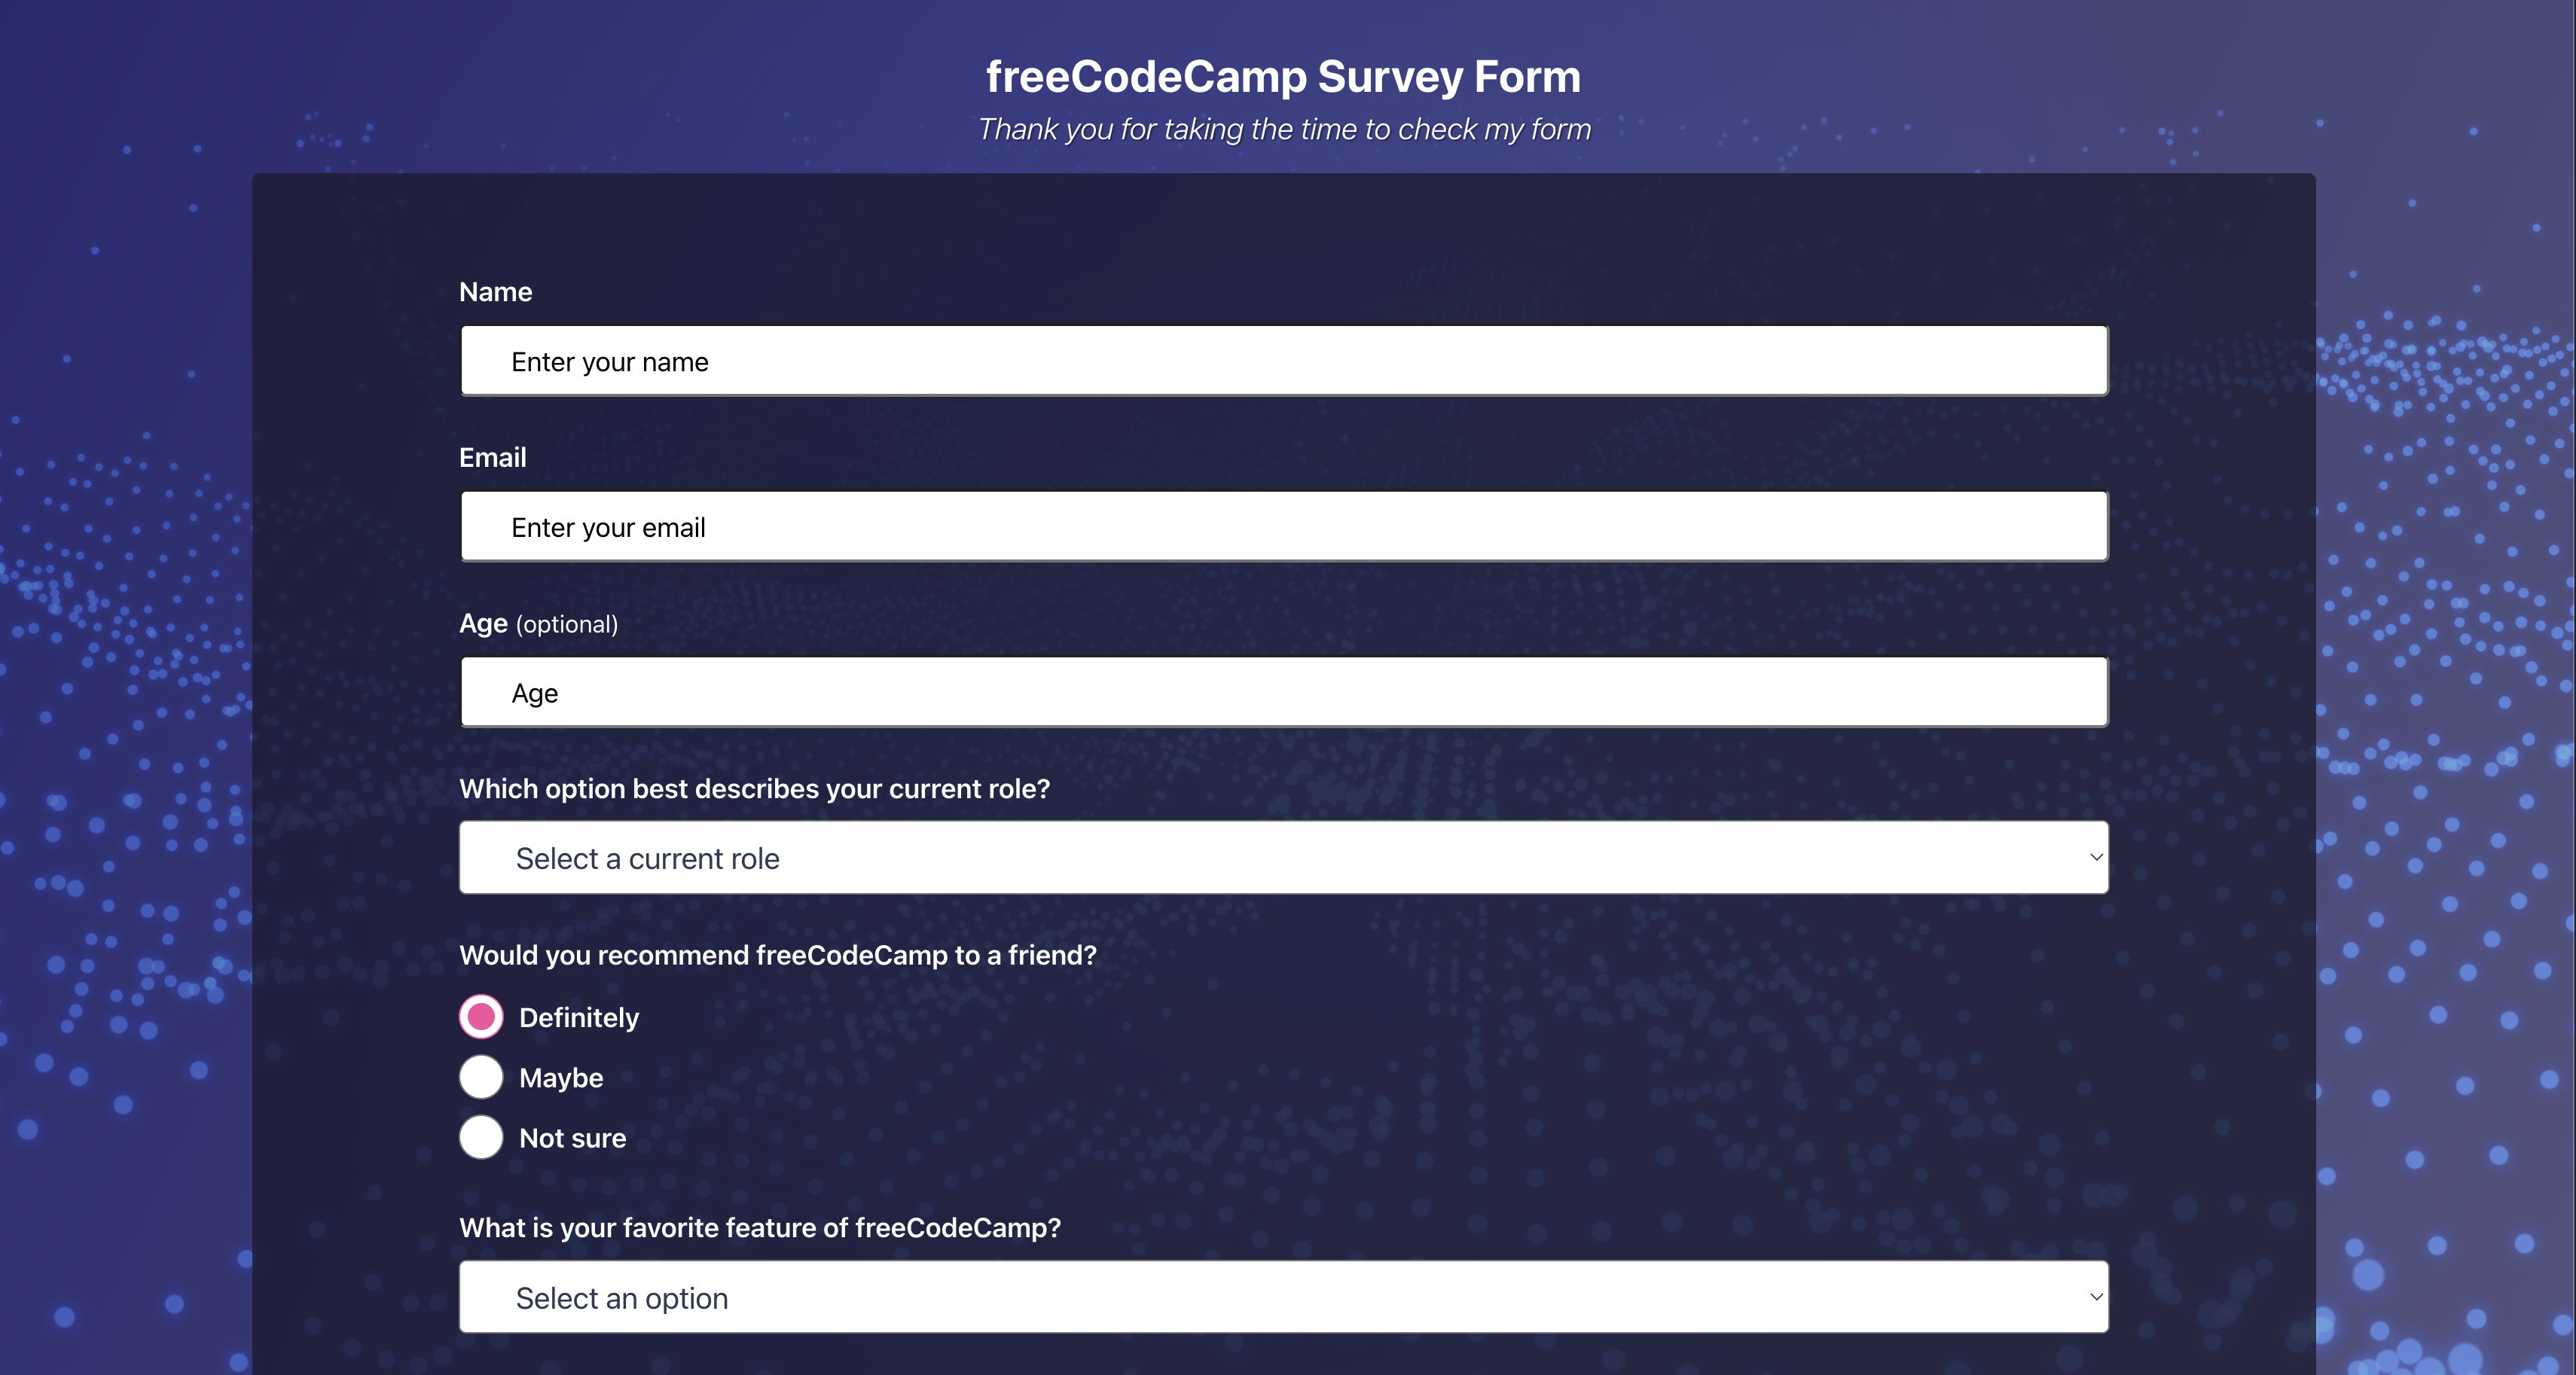 freeCodeCamp Survey Form
Thank you for taking the time to check my form
Name
Enter your name
Email
Enter your email
Age (optional)
Age
Which option best describes your current role?
Select a current role
Would you recommend freeCodeCamp to a friend?
Definitely
Maybe
Not sure
What is your favorite feature of freeCodeCamp?
Select an option